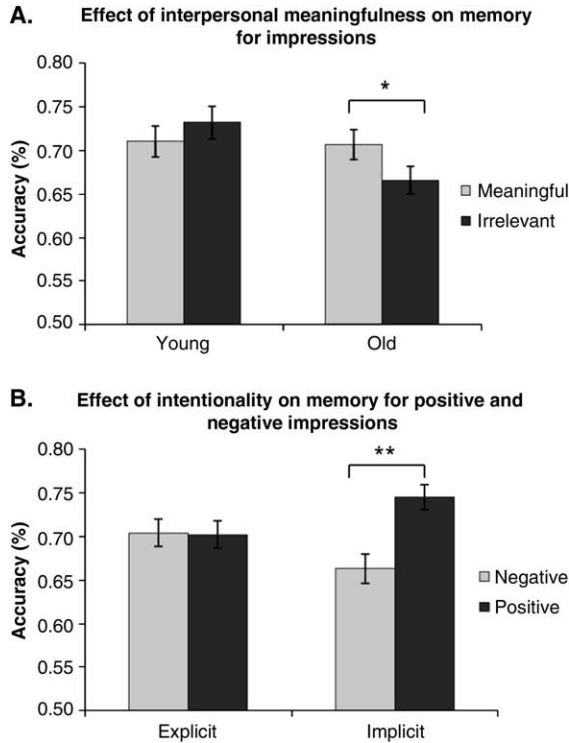 A. Effect of interpersonal meaningfulness on memory
for impressions
Accuracy (%)
0.80
0.75
0.70
0.65
0.60
0.55
0.50
*
Meaningful
Irrelevant
Young Old
B. Effect of intentionality on memory for positive and
negative impressions
Accuracy (%)
0.80
0.75
0.70
0.65
0.60
0.55
0.50
**
Negative
Positive
Explicit Implicit